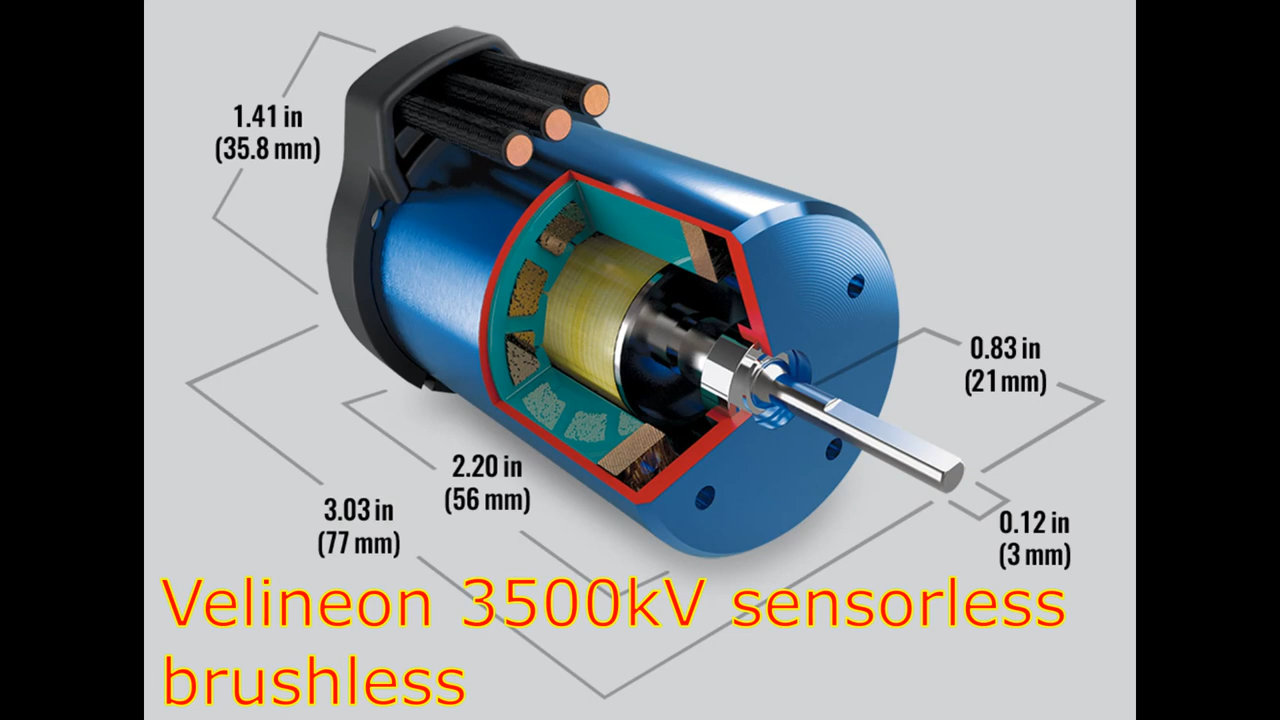 1.41 in
(35.8 mm)
0.83 in
(21 mm)
2.20 in
(56 mm)
3.03 in
(77 mm)
0.12 in
(3 mm)
Velineon 3500kV sensorless
brushless